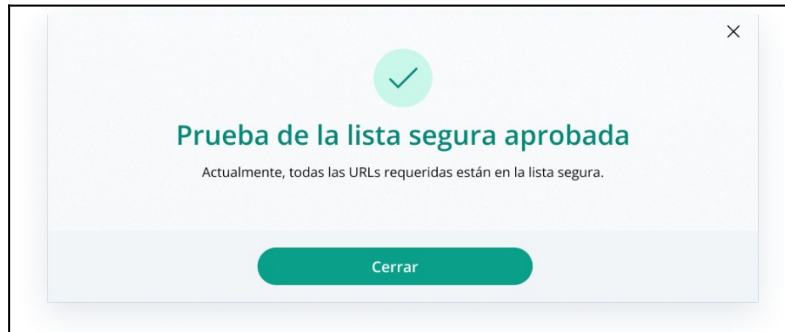 Prueba de la lista segura aprobada
Actualmente, todas las URLs requeridas están en la lista segura.
Cerrar